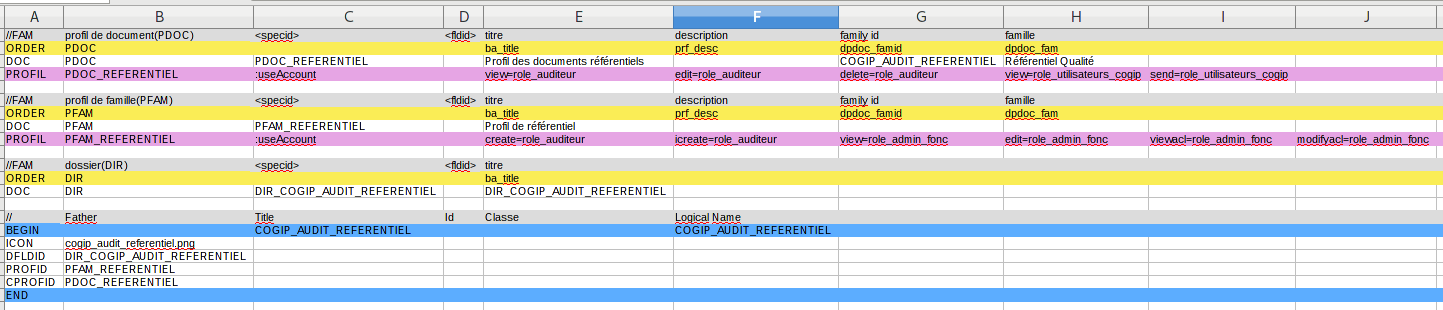 A B C D E F G H I J
//FAM profil de document(PDOC) <specid> <fldid> titre description family id famille
ORDER PDOC ba_title prf_desc dpdoc_famid dpdoc_fam
DOC PDOC PDOC_REFERENTIEL Profil des documents référentiels COGIP_AUDIT_REFERENTIEL Référentiel Qualité
PROFIL PDOC_REFERENTIEL :useAccount view=role_auditeur edit=role_auditeur delete=role_auditeur view=role_utilisateurs_cogip send=role_utilisateurs_cogip
//FAM profil de famille(PFAM) <specid> <fldid> titre description family id famille
ORDER PFAM ba_title prf_desc dpdoc_famid dpdoc_fam
DOC PFAM PFAM_REFERENTIEL Profil de référentiel
PROFIL PFAM_REFERENTIEL :useAccount create=role_auditeur icreate=role_auditeur view=role_admin_fonc edit=role_admin_fonc viewacl=role_admin_fonc modifyacl=role_admin_fonc
//FAM dossier(DIR) <specid> <fldid> titre
ORDER DIR ba_title
DOC DIR DIR_COGIP_AUDIT_REFERENTIEL DIR_COGIP_AUDIT_REFERENTIEL
// Father Title Id Classe Logical Name
BEGIN COGIP_AUDIT_REFERENTIEL COGIP_AUDIT_REFERENTIEL
ICON cogip_audit_referentiel.png
DFLDID DIR_COGIP_AUDIT_REFERENTIEL
PROFID PFAM_REFERENTIEL
CPROFID PDOC_REFERENTIEL
END